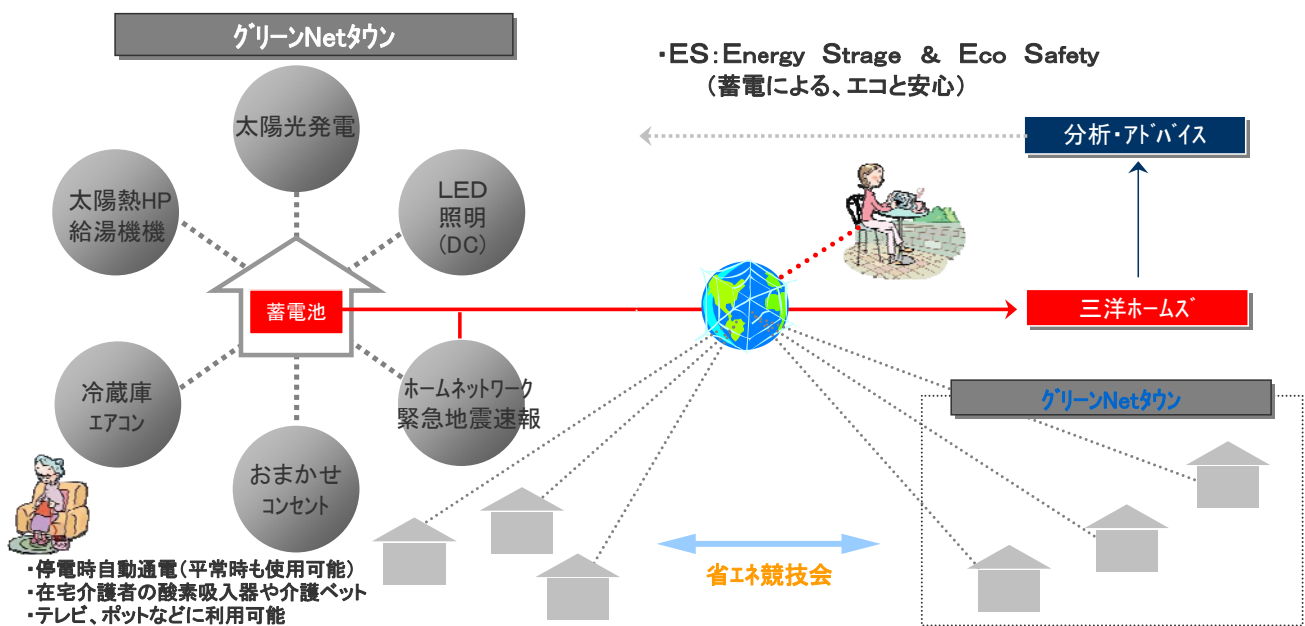 グリーンNetタウン
・ES:Energy Strage & Eco Safety
(蓄電による、エコと安心)
太陽光発電
分析・アドバイス
太陽熱HP
給湯機機
LED
照明
(DC)
蓄電池
三洋ホームズ
冷蔵庫
エアコン
ホームネットワーク
緊急地震速報
グリーンNetタウン
おまかせ
コンセント
省エネ競技会
・停電時自動通電(平常時も使用可能)
・在宅介護者の酸素吸入器や介護ベット
・テレビ、ポットなどに利用可能